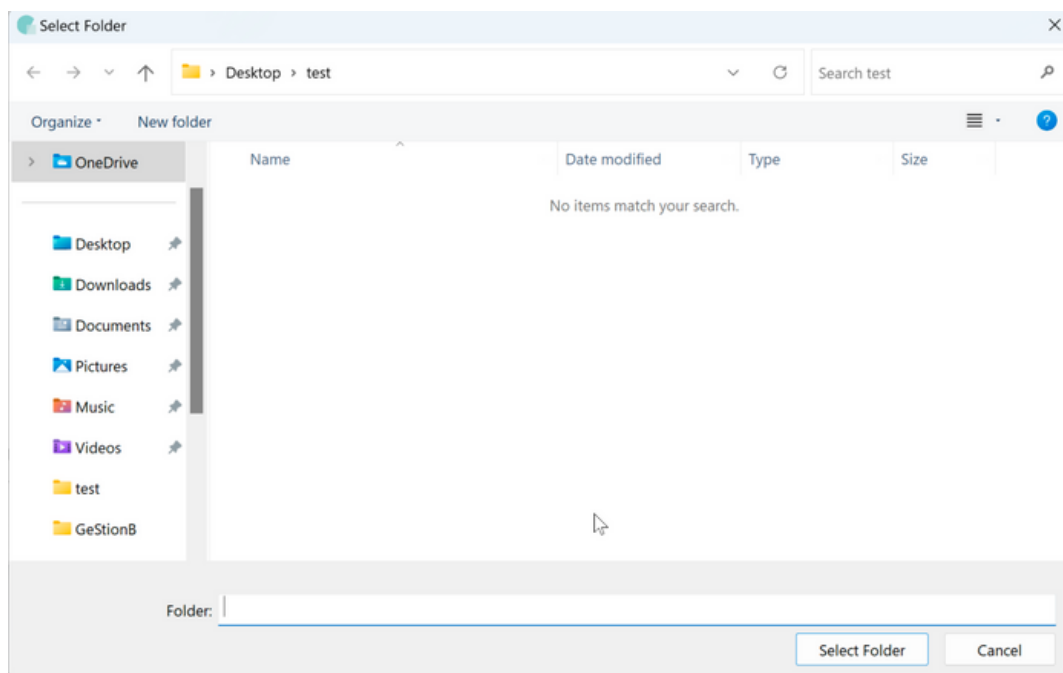 Select Folder
Desktop > test
Search test
Organize
New folder
Name
Date modified
Type
Size
OneDrive
No items match your search.
Desktop
Downloads
Documents
Pictures
Music
Videos
test
GeStionB
Folder:
Select Folder
Cancel